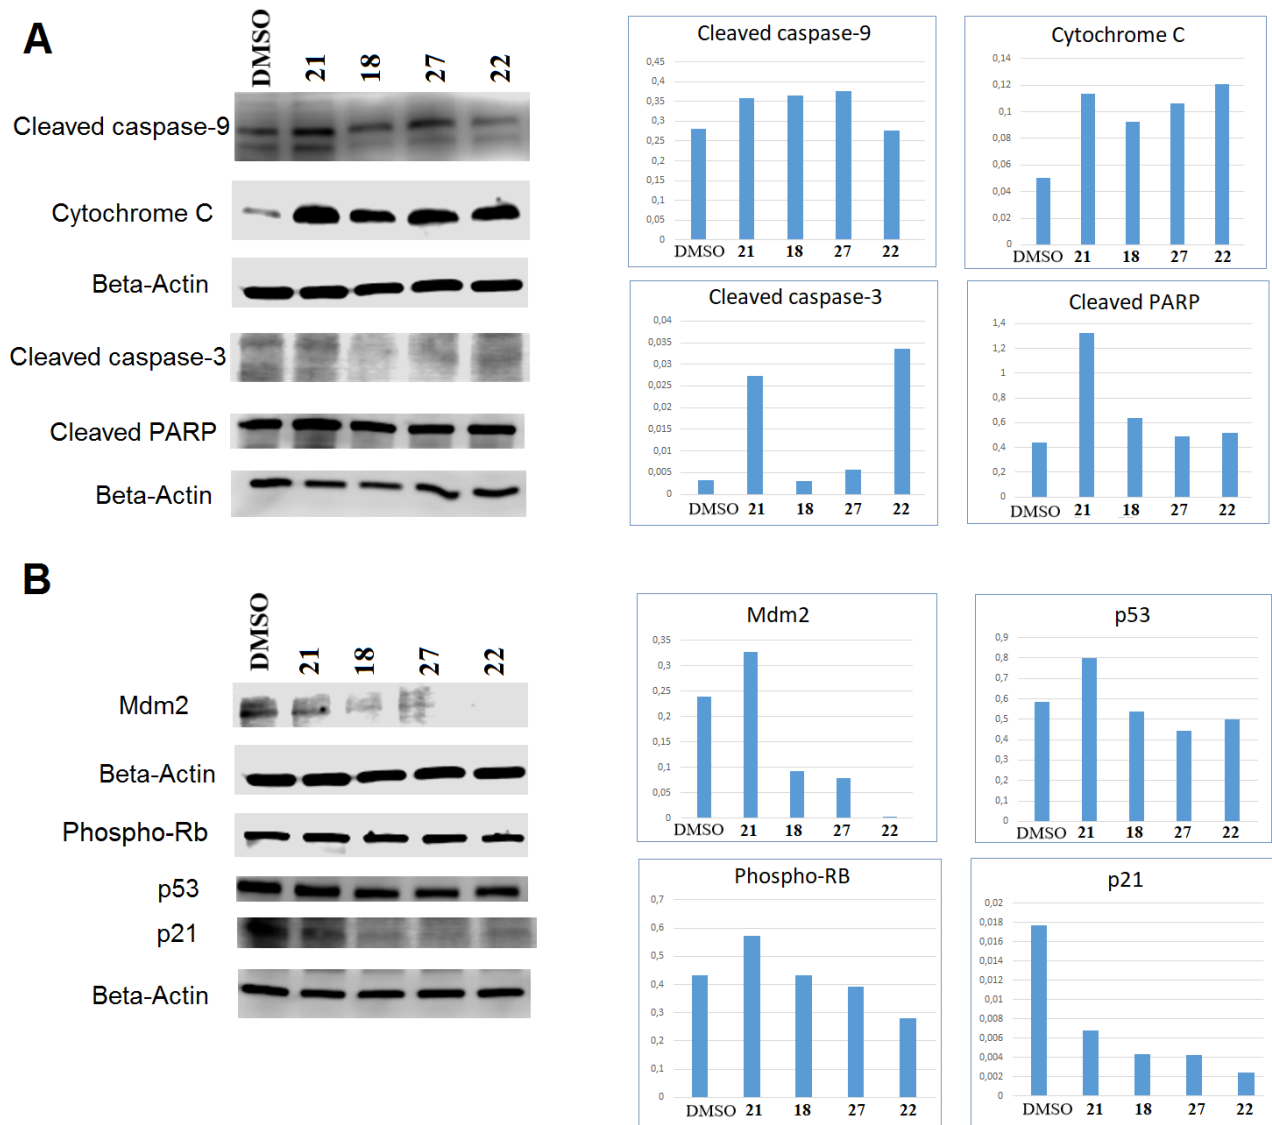 A
DMSO
21
18
27
22
Cleaved caspase-9
Cytochrome C
Beta-Actin
Cleaved caspase-3
Cleaved PARP
Beta-Actin
Cleaved caspase-9
0,45
0,4
0,35
0,3
0,25
0,2
0,15
0,1
0,05
0
DMSO 21 18 27 22
Cytochrome C
0,14
0,12
0,1
0,08
0,06
0,04
0,02
0
DMSO 21 18 27 22
Cleaved caspase-3
0,04
0,035
0,03
0,025
0,02
0,015
0,01
0,005
0
DMSO 21 18 27 22
Cleaved PARP
1,4
1,2
1
0,8
0,6
0,4
0,2
0
DMSO 21 18 27 22
B
DMSO
21
18
27
22
Mdm2
Beta-Actin
Phospho-Rb
p53
p21
Beta-Actin
Mdm2
0,35
0,3
0,25
0,2
0,15
0,1
0,05
0
DMSO 21 18 27 22
p53
0,9
0,8
0,7
0,6
0,5
0,4
0,3
0,2
0,1
0
DMSO 21 18 27 22
Phospho-RB
0,7
0,6
0,5
0,4
0,3
0,2
0,1
0
DMSO 21 18 27 22
p21
0,02
0,018
0,016
0,014
0,012
0,01
0,008
0,006
0,004
0,002
0
DMSO 21 18 27 22